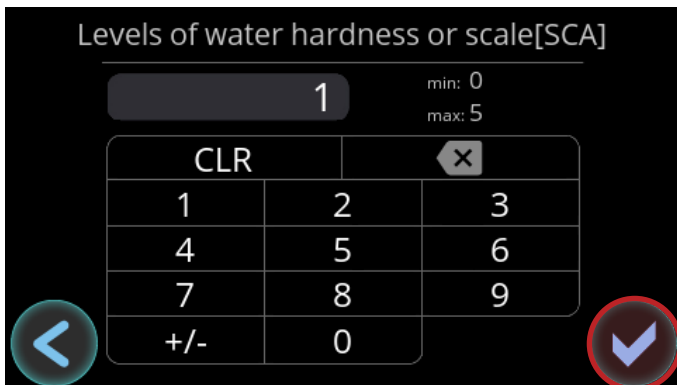 Levels of water hardness or scale[SCA]
1
min: 0
max: 5
CLR
1 2 3
4 5 6
7 8 9
+/- 0